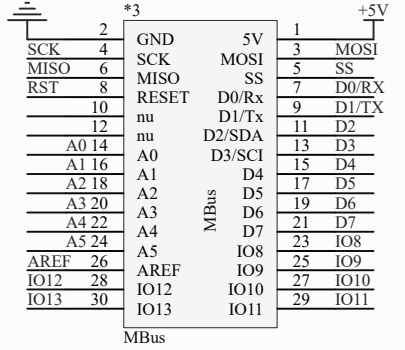 *3 +5V
2 GND 5V 1
SCK 4 SCK MOSI 3 MOSI
MISO 6 MISO SS 5 SS
RST 8 RESET D0/Rx 7 D0/RX
10 nu D1/Tx 9 D1/TX
12 nu D2/SDA 11 D2
A0 14 A0 D3/SCI 13 D3
A1 16 A1 D4 15 D4
A2 18 A2 D5 17 D5
A3 20 A3 D6 19 D6
A4 22 A4 D7 21 D7
A5 24 A5 IO8 23 IO8
AREF 26 AREF IO9 25 IO9
IO12 28 IO12 IO10 27 IO10
IO13 30 IO13 IO11 29 IO11
MBus
MBus